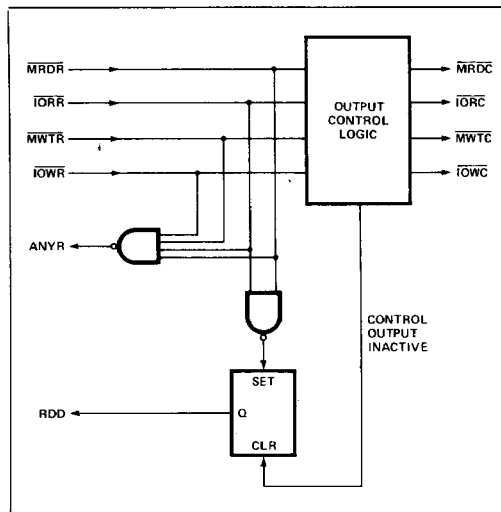 MRDR
IORR
MWTR
IOWR
OUTPUT
CONTROL
LOGIC
MRDC
IORC
MWTC
IOWC
ANYR
CONTROL
OUTPUT
INACTIVE
SET
RDD
Q
CLR